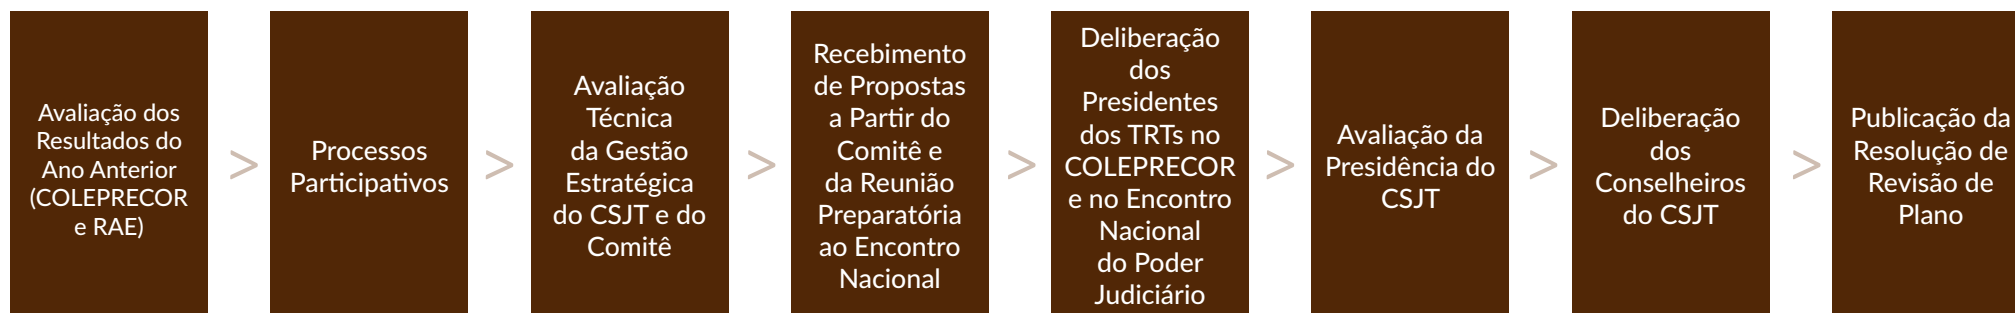 Avaliação dos
Resultados do
Ano Anterior
(COLEPRECOR
e RAE)
>
Processos
Participativos
>
Avaliação
Técnica
da Gestão
Estratégica
do CSJT e do
Comitê
>
Recebimento
de Propostas
a Partir do
Comitê e
da Reunião
Preparatória
ao Encontro
Nacional
>
Deliberação
dos
Presidentes
dos TRTs no
COLEPRECOR
e no Encontro
Nacional
do Poder
Judiciário
>
Avaliação da
Presidência do
CSJT
>
Deliberação
dos
Conselheiros
do CSJT
>
Publicação da
Resolução de
Revisão de
Plano